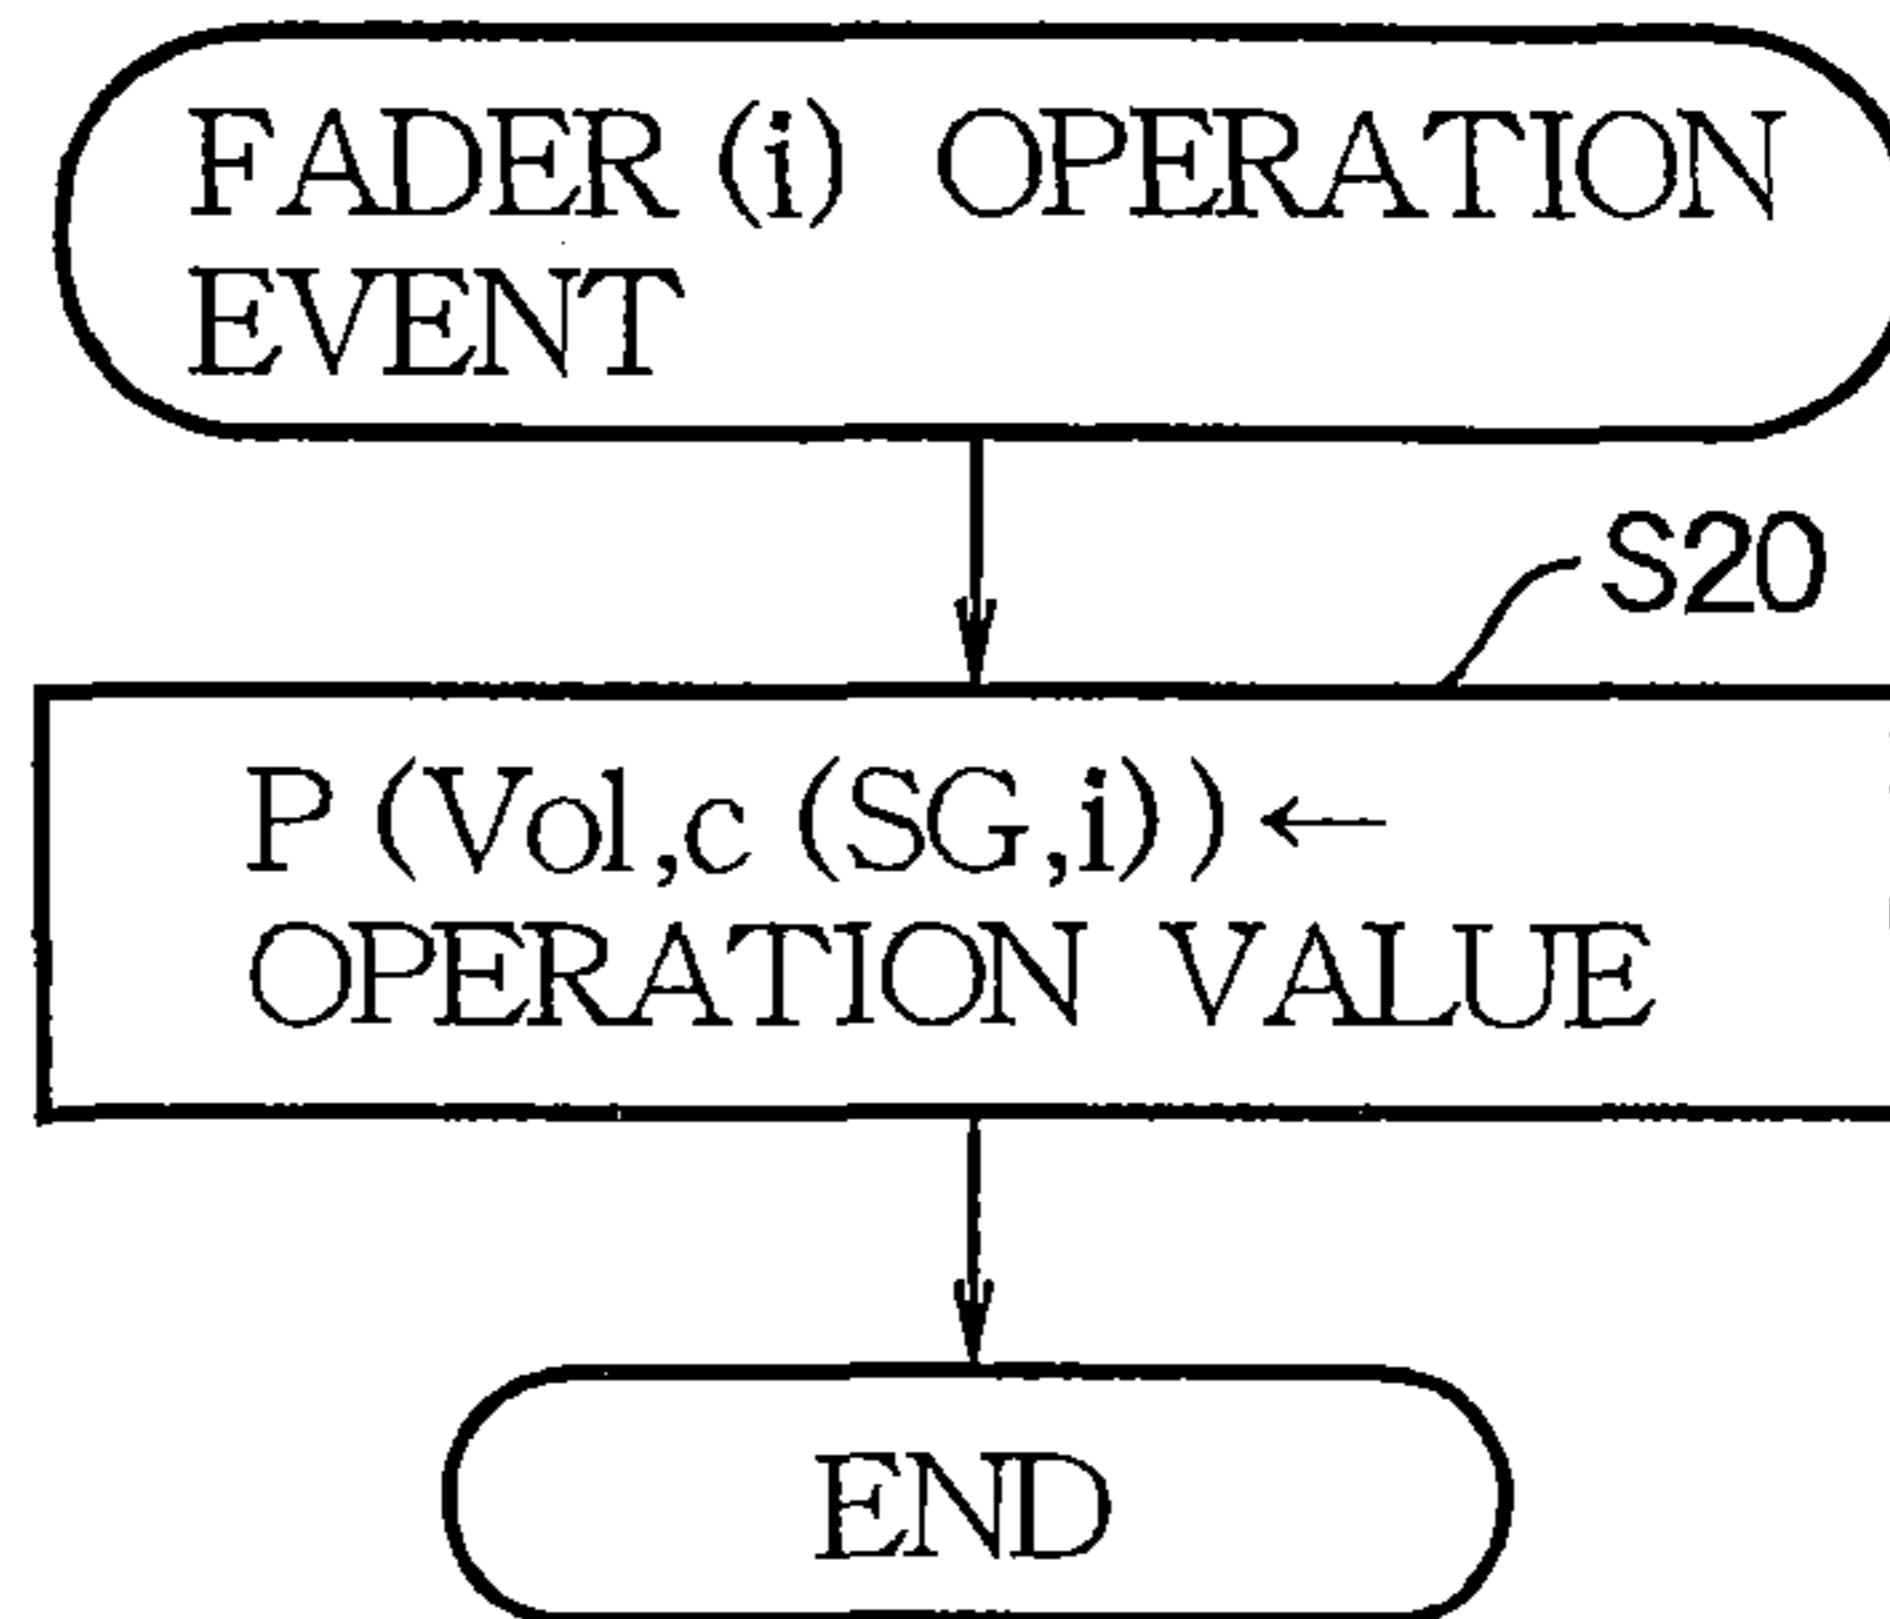 FADER (i) OPERATION
EVENT
S20
P (Vol,c (SG,i)) ←
OPERATION VALUE
END